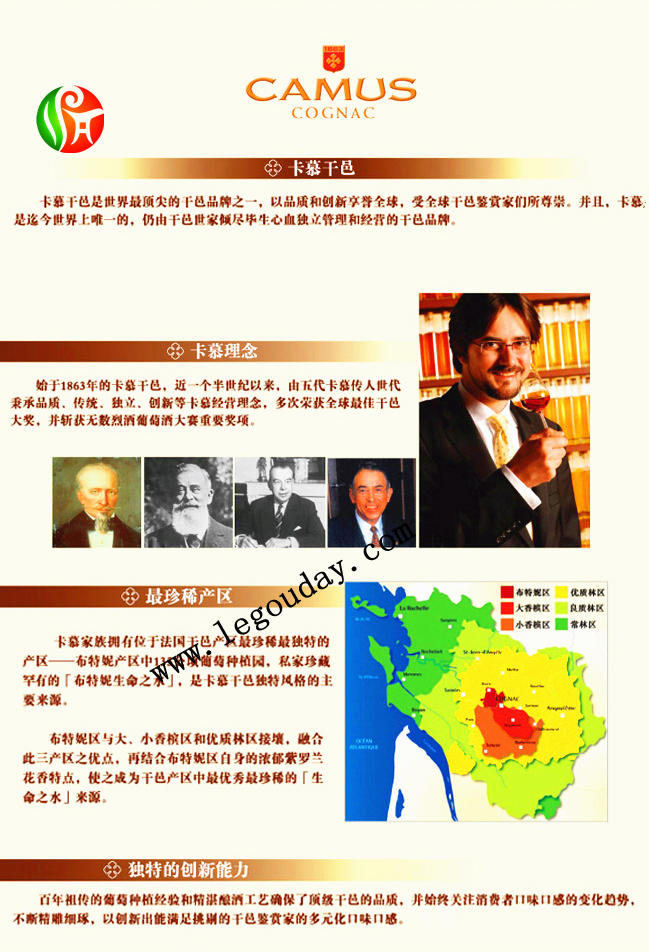 1863
CAMUS
COGNAC
卡慕干邑
卡慕干邑是世界最顶尖的干邑品牌之一，以品质和创新享誉全球，受全球干邑鉴赏家们所尊崇。并且，卡慕，
是迄今世界上唯一的，仍由干邑世家倾尽毕生心血独立管理和经营的干邑品牌。
卡慕理念
始于1863年的卡慕干邑，近一个半世纪以来，由五代卡慕传人世代
秉承品质、传统、独立、创新等卡慕经营理念，多次荣获全球最佳干邑
大奖，并斩获无数烈酒葡萄酒大赛重要奖项。
www.legouday.com
最珍稀产区
卡慕家族拥有位于法国干邑产区最珍稀最独特的
产区——布特妮产区中 葡萄种植园，私家珍藏
罕有的「布特妮生命之水」，是卡慕干邑独特风格的主
要来源。
布特妮区与大、小香槟区和优质林区接壤，融合
此三产区之优点，再结合布特妮区自身的浓郁紫罗兰
花香特点，使之成为干邑产区中最优秀最珍稀的「生
命之水」来源。
布特妮区
优质林区
大香槟区
良质林区
小香槟区
常林区
La Rochelle
Rochefort
St-Jean-d'Angély
Saintes
Royan
COGNAC
Angoulême
OCÉAN
ATLANTIQUE
独特的创新能力
百年祖传的葡萄种植经验和精湛酿酒工艺确保了顶级干邑的品质，并始终关注消费者口味口感的变化趋势，
不断精雕细琢，以创新出能满足挑剔的干邑鉴赏家的多元化口味口感。